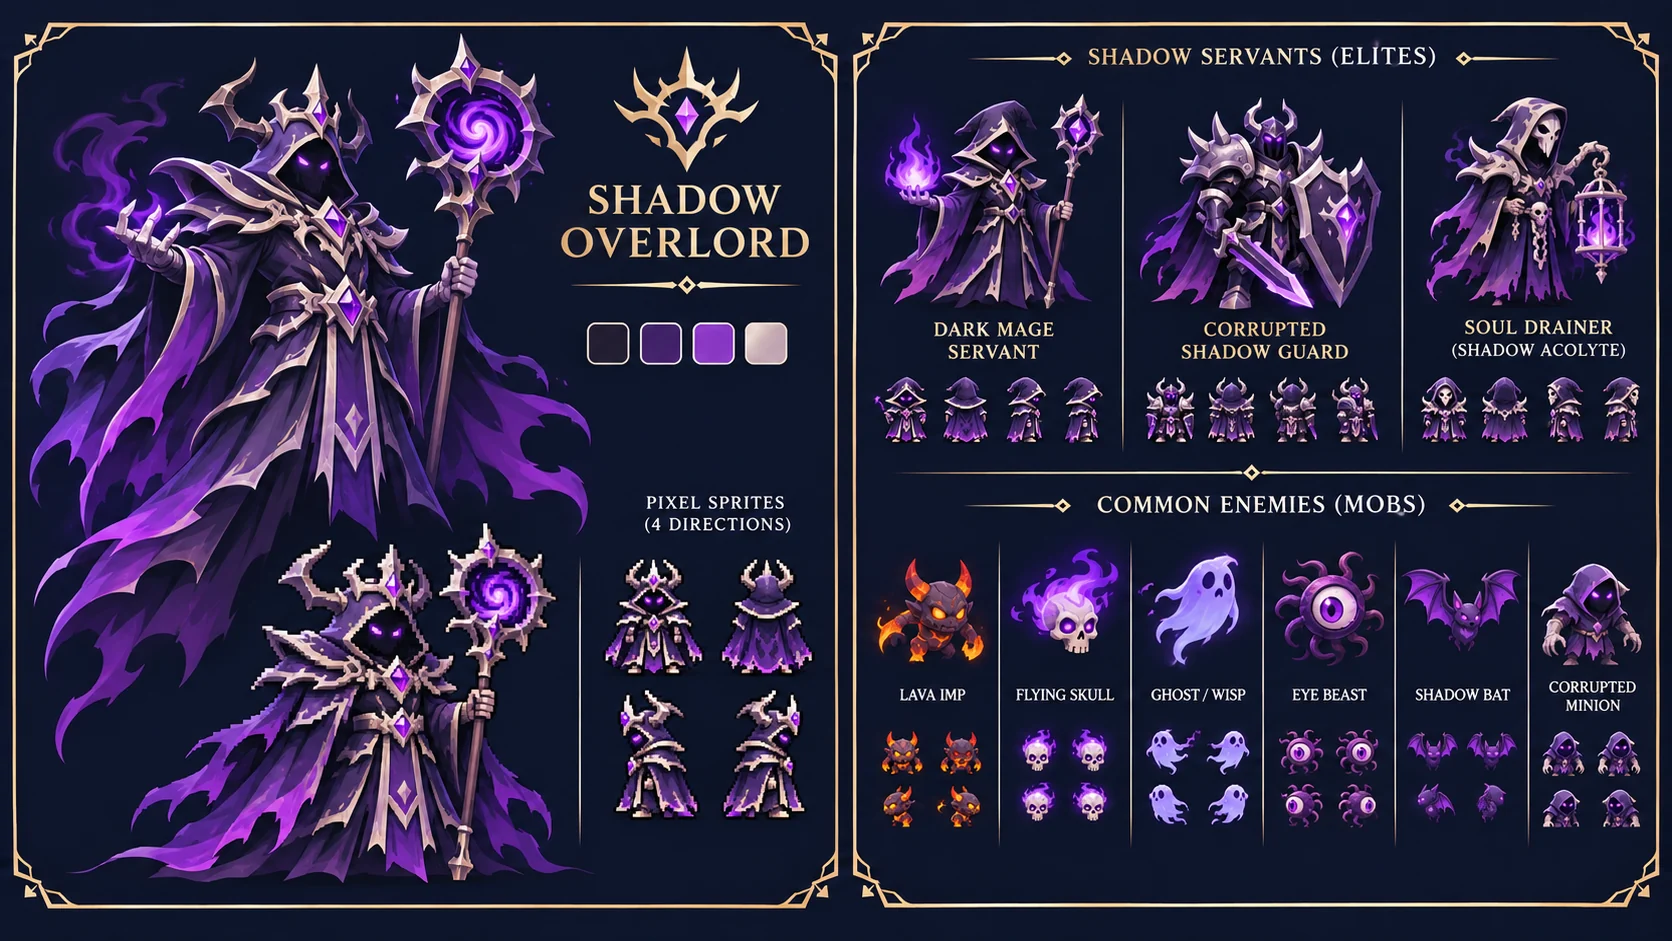 SHADOW
OVERLORD
PIXEL SPRITES
(4 DIRECTIONS)
SHADOW SERVANTS (ELITES)
DARK MAGE
SERVANT
CORRUPTED
SHADOW GUARD
SOUL DRAINER
(SHADOW ACOLYTE)
COMMON ENEMIES (MOBS)
LAVA IMP
FLYING SKULL
GHOST / WISP
EYE BEAST
SHADOW BAT
CORRUPTED
MINION